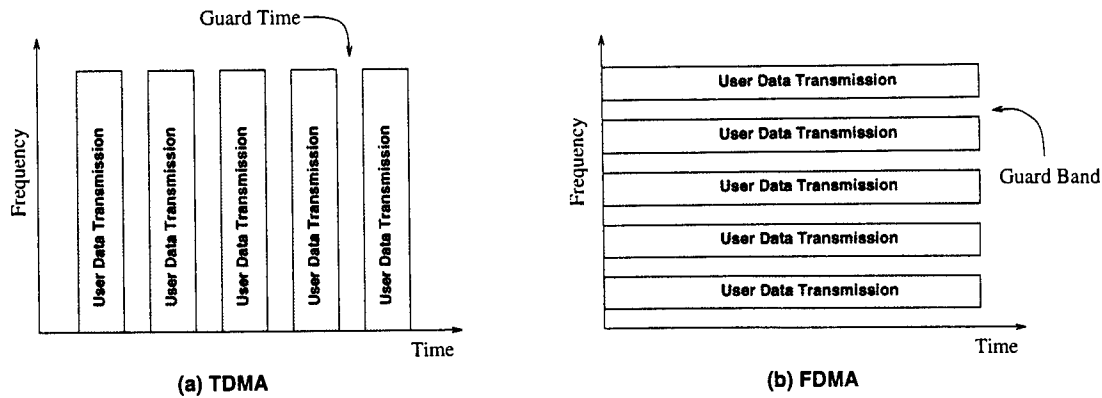 Guard Time
Frequency
User Data Transmission
User Data Transmission
User Data Transmission
User Data Transmission
User Data Transmission
Time
(a) TDMA
Frequency
User Data Transmission
User Data Transmission
User Data Transmission
User Data Transmission
User Data Transmission
Guard Band
Time
(b) FDMA